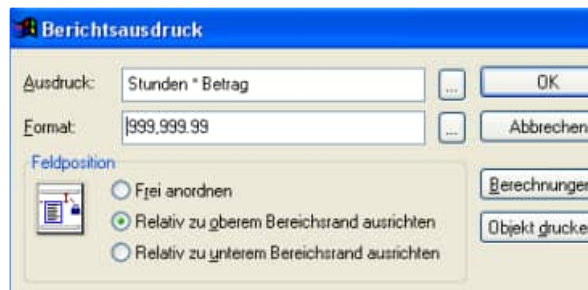 Berichtsausdruck
Ausdruck: Stunden * Betrag ... OK
Format: 999,999.99 ... Abbrechen
Feldposition
Frei anordnen
Berechnungen
Relativ zu oberem Bereichsrand ausrichten
Objekt drucke
Relativ zu unterem Bereichsrand ausrichten